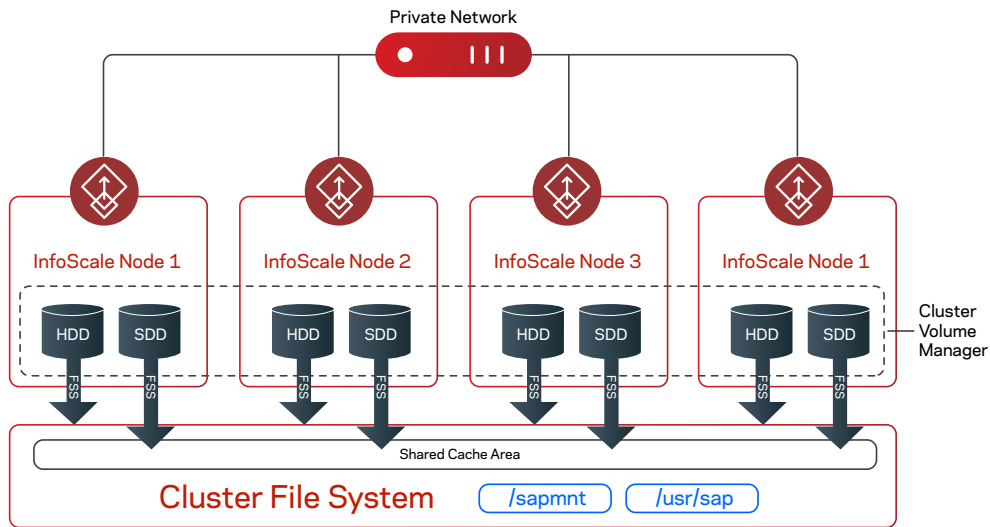 Private Network
InfoScale Node 1
InfoScale Node 2
InfoScale Node 3
InfoScale Node 1
HDD
SDD
HDD
SDD
HDD
SDD
HDD
SDD
Cluster
Volume
Manager
FSS
FSS
FSS
FSS
FSS
FSS
FSS
FSS
Shared Cache Area
Cluster File System
/sapmnt
/usr/sap